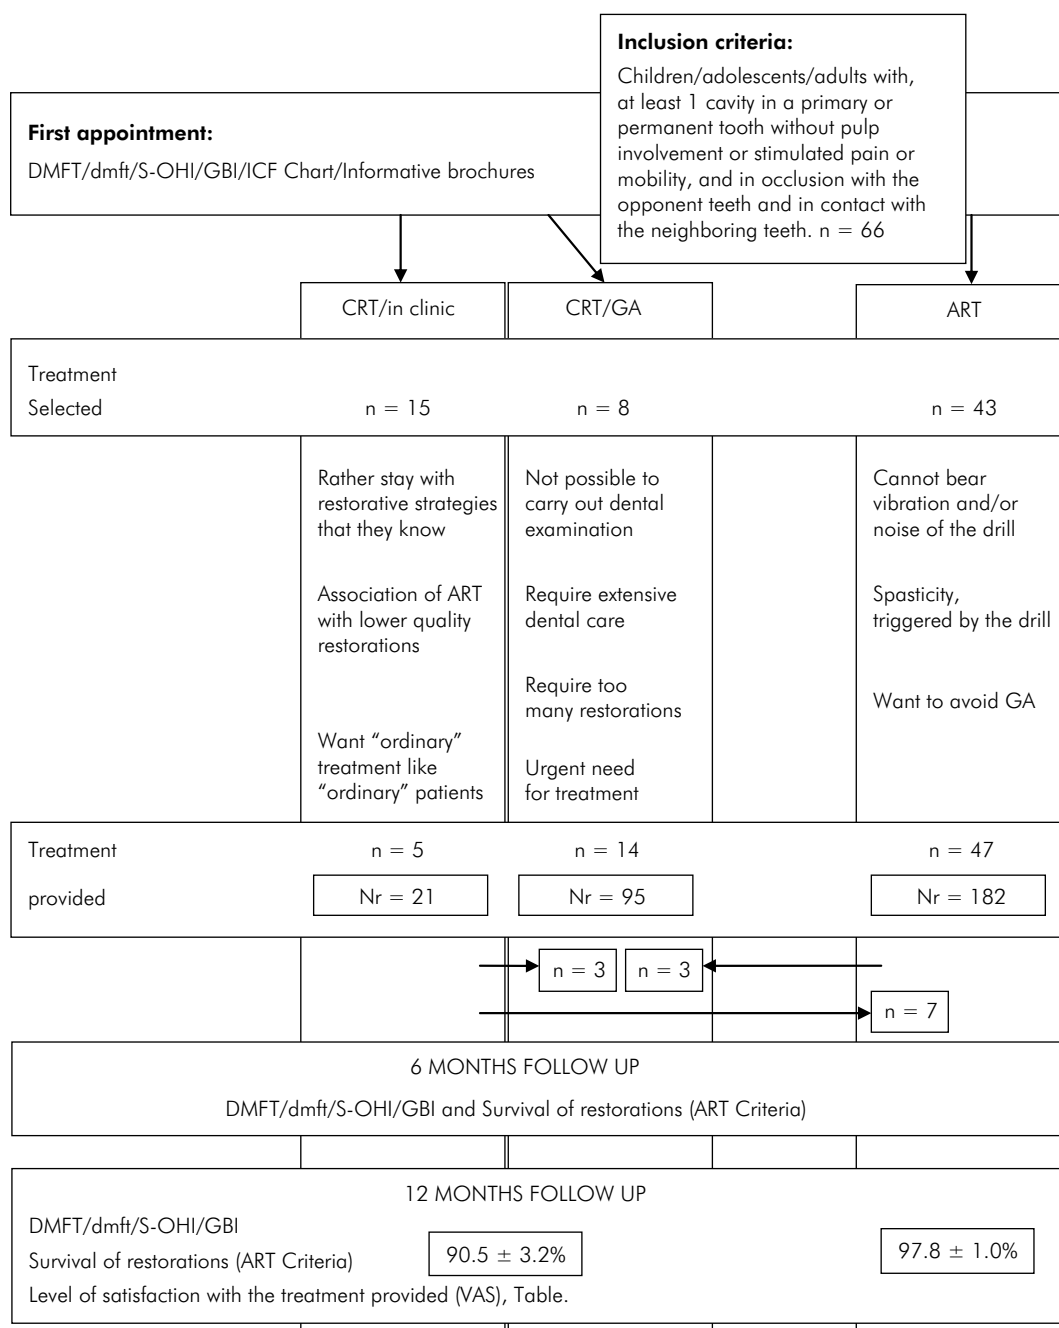 Inclusion criteria:
Children/adolescents/adults with,
at least 1 cavity in a primary or
permanent tooth without pulp
involvement or stimulated pain or
mobility, and in occlusion with the
opponent teeth and in contact with
the neighboring teeth. n = 66
First appointment:
DMFT/dmft/S-OHI/GBI/ICF Chart/Informative brochures
CRT/in clinic
CRT/GA
ART
Treatment
Selected
n = 15
n = 8
n = 43
Rather stay with
restorative strategies
that they know
Association of ART
with lower quality
restorations
Want “ordinary”
treatment like
“ordinary” patients
Not possible to
carry out dental
examination
Require extensive
dental care
Require too
many restorations
Urgent need
for treatment
Cannot bear
vibration and/or
noise of the drill
Spasticity,
triggered by the drill
Want to avoid GA
Treatment
provided
n = 5
n = 14
n = 47
Nr = 21
Nr = 95
Nr = 182
n = 3
n = 3
n = 7
6 MONTHS FOLLOW UP
DMFT/dmft/S-OHI/GBI and Survival of restorations (ART Criteria)
12 MONTHS FOLLOW UP
DMFT/dmft/S-OHI/GBI
Survival of restorations (ART Criteria)
90.5 ± 3.2%
97.8 ± 1.0%
Level of satisfaction with the treatment provided (VAS), Table.